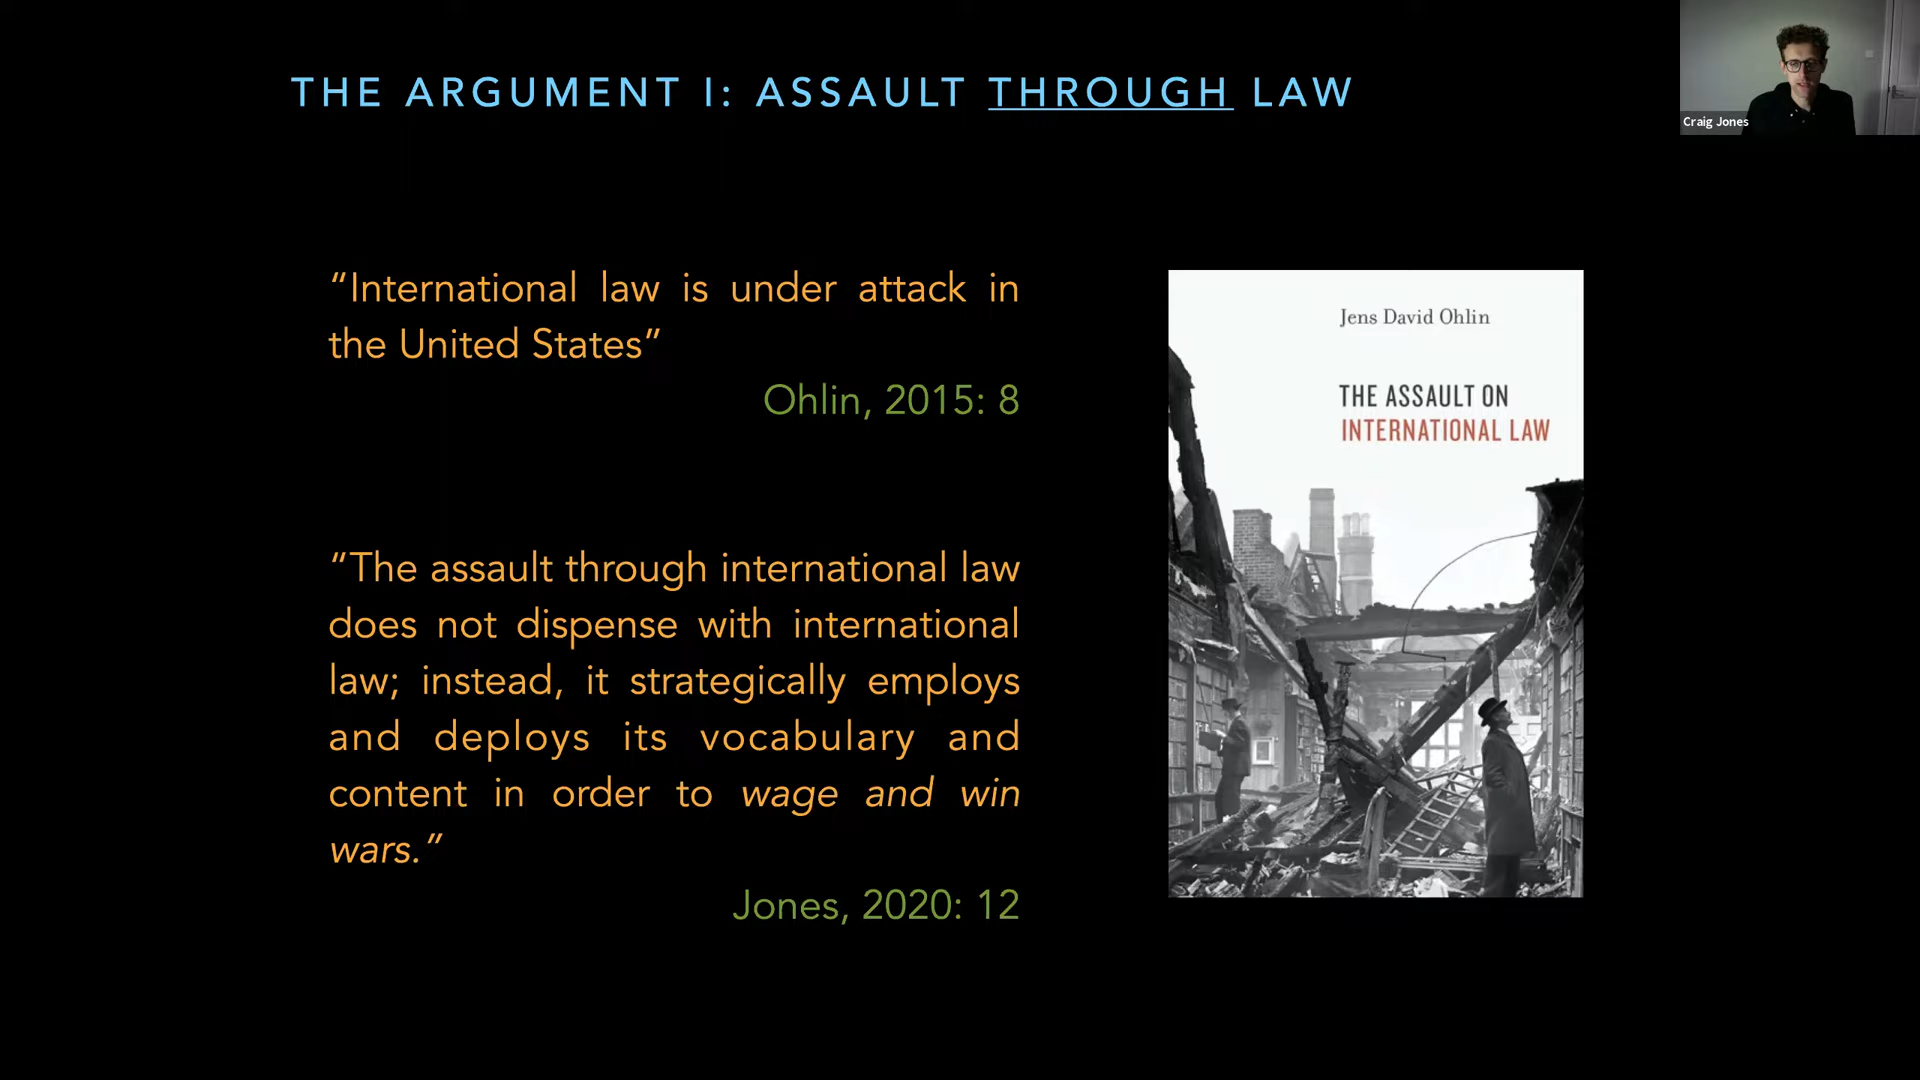 THE ARGUMENT I: ASSAULT THROUGH LAW
Craig Jones
“International law is under attack in
the United States”
Ohlin, 2015: 8
“The assault through international law
does not dispense with international
law; instead, it strategically employs
and deploys its vocabulary and
content in order to wage and win
wars.”
Jones, 2020: 12
Jens David Ohlin
THE ASSAULT ON
INTERNATIONAL LAW